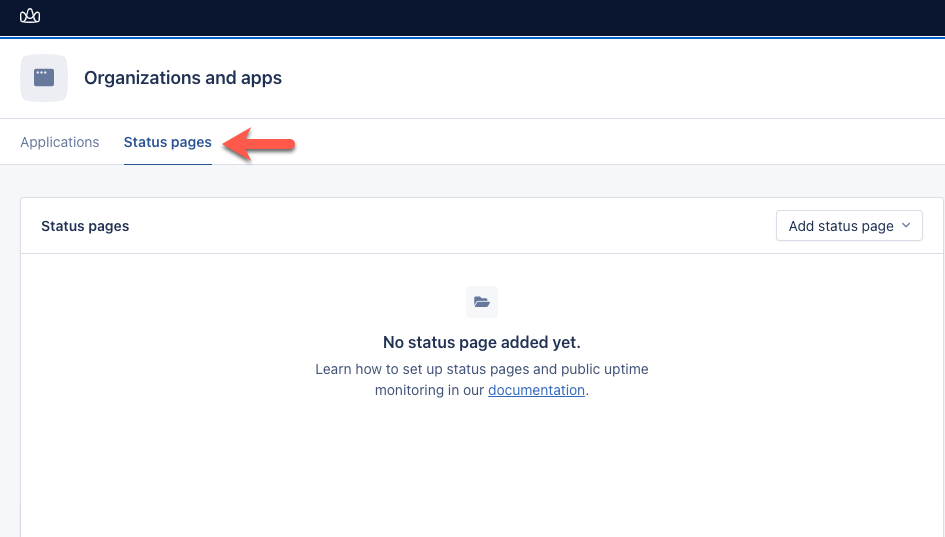 Organizations and apps
Applications
Status pages
Status pages
Add status page
No status page added yet.
Learn how to set up status pages and public uptime
monitoring in our documentation.